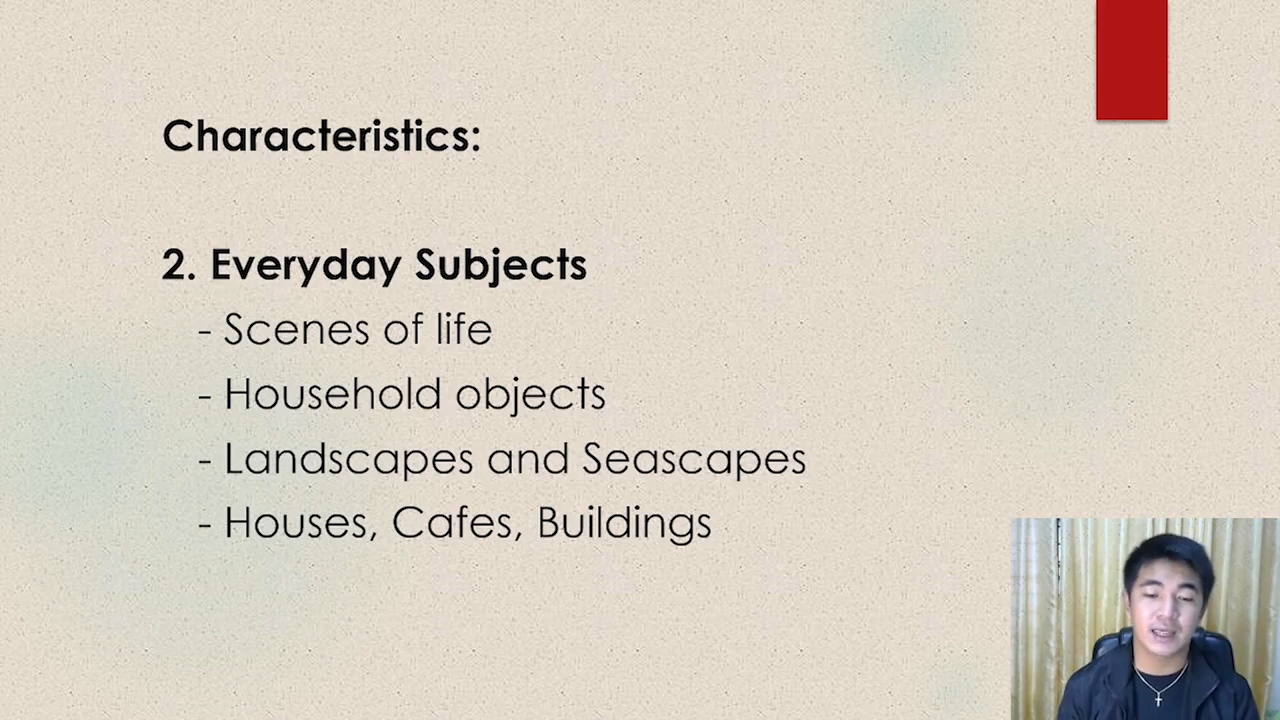 Characteristics:
2. Everyday Subjects
- Scenes of life
- Household objects
- Landscapes and Seascapes
- Houses, Cafes, Buildings